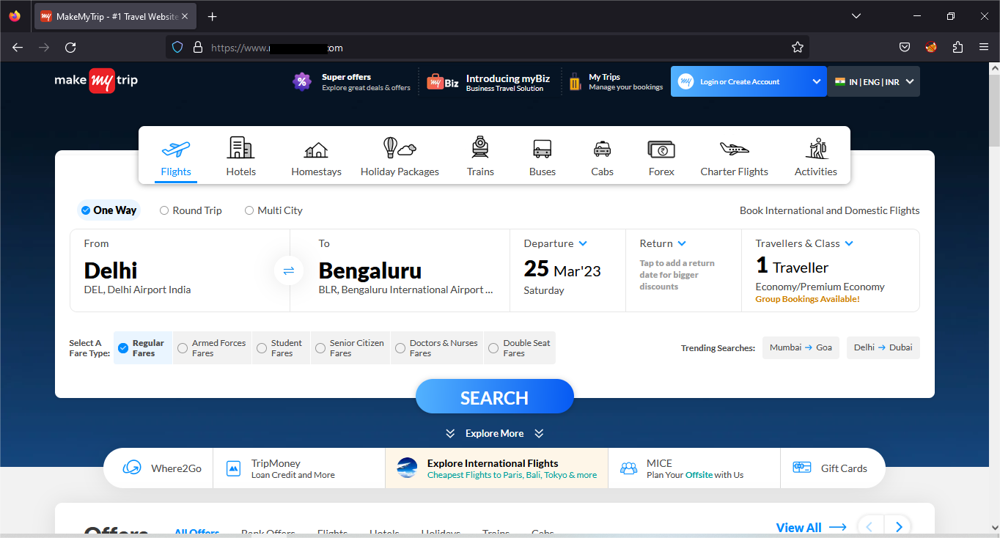 MakeMyTrip - #1 Travel Website
https://www. om
make my trip
%
Super offers
Explore great deals & offers
my Biz
Introducing myBiz
Business Travel Solution
My Trips
Manage your bookings
my
Login or Create Account
IN | ENG | INR
Flights
Hotels
Homestays
Holiday Packages
Trains
Buses
Cabs
Forex
Charter Flights
Activities
One Way
Round Trip
Multi City
Book International and Domestic Flights
From
Delhi
DEL, Delhi Airport India
To
Bengaluru
BLR, Bengaluru International Airport ...
Departure
25 Mar'23
Saturday
Return
Tap to add a return
date for bigger
discounts
Travellers & Class
1 Traveller
Economy/Premium Economy
Group Bookings Available!
Select A
Fare Type:
Regular
Fares
Armed Forces
Fares
Student
Fares
Senior Citizen
Fares
Doctors & Nurses
Fares
Double Seat
Fares
Trending Searches:
Mumbai → Goa
Delhi → Dubai
SEARCH
Explore More
Where2Go
TripMoney
Loan Credit and More
Explore International Flights
Cheapest Flights to Paris, Bali, Tokyo & more
MICE
Plan Your Offsite with Us
Gift Cards
Offers
All Offers
Bank Offers
Flights
Hotels
Holidays
Trains
Cabs
View All